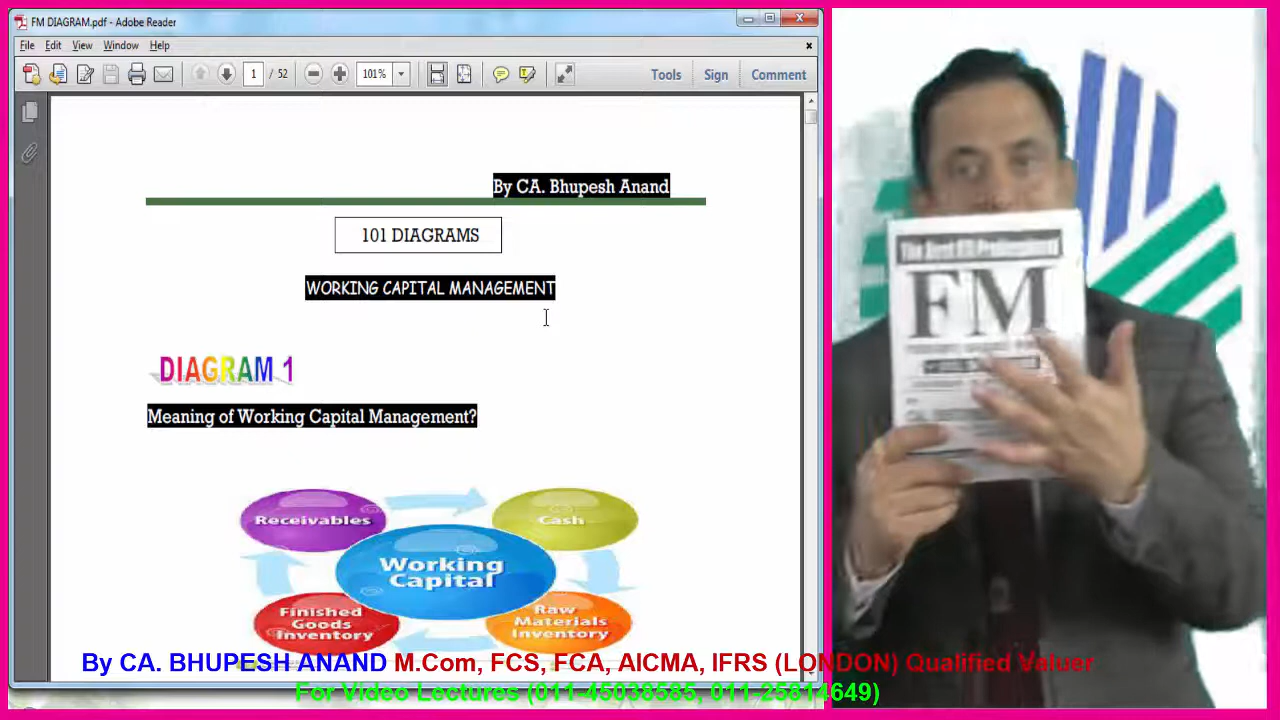 FM DIAGRAM.pdf - Adobe Reader
File Edit View Window Help
1 / 52
101%
Tools Sign Comment
By CA. Bhupesh Anand
101 DIAGRAMS
WORKING CAPITAL MANAGEMENT
DIAGRAM 1
Meaning of Working Capital Management?
Receivables
Cash
Working
Capital
Finished
Goods
Inventory
Raw
Materials
Inventory
FM
By CA. BHUPESH ANAND M.Com, FCS, FCA, AICMA, IFRS (LONDON) Qualified Valuer
For Video Lectures (011-45038585, 011-25814649)